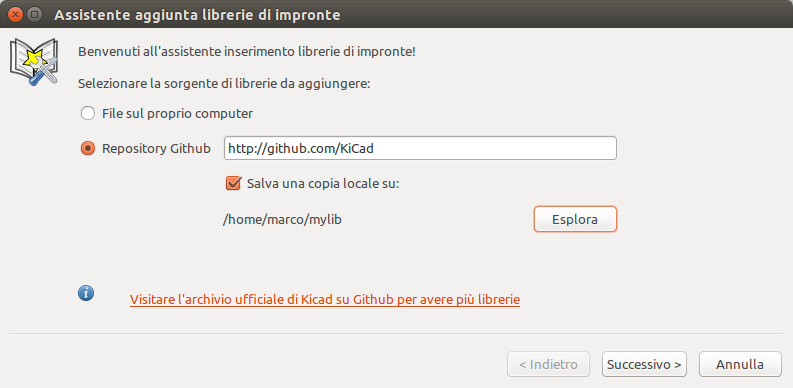 Assistente aggiunta librerie di impronte
Benvenuti all'assistente inserimento librerie di impronte!
Selezionare la sorgente di librerie da aggiungere:
File sul proprio computer
Repository Github http://github.com/KiCad
Salva una copia locale su:
/home/marco/mylib Esplora
Visitare l'archivio ufficiale di Kicad su Github per avere più librerie
< Indietro Successivo > Annulla